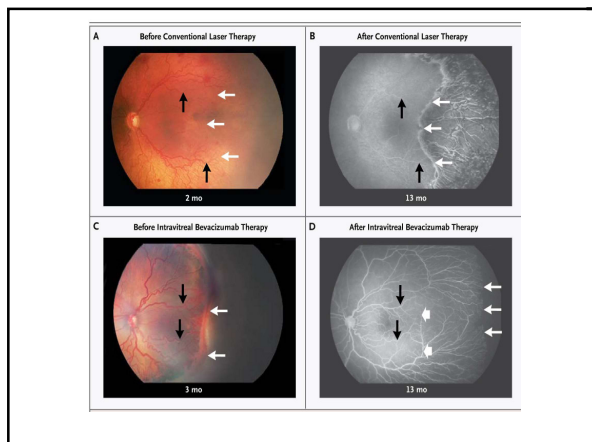 A Before Conventional Laser Therapy
B After Conventional Laser Therapy
2 mo
13 mo
C Before Intravitreal Bevacizumab Therapy
D After Intravitreal Bevacizumab Therapy
3 mo
13 mo